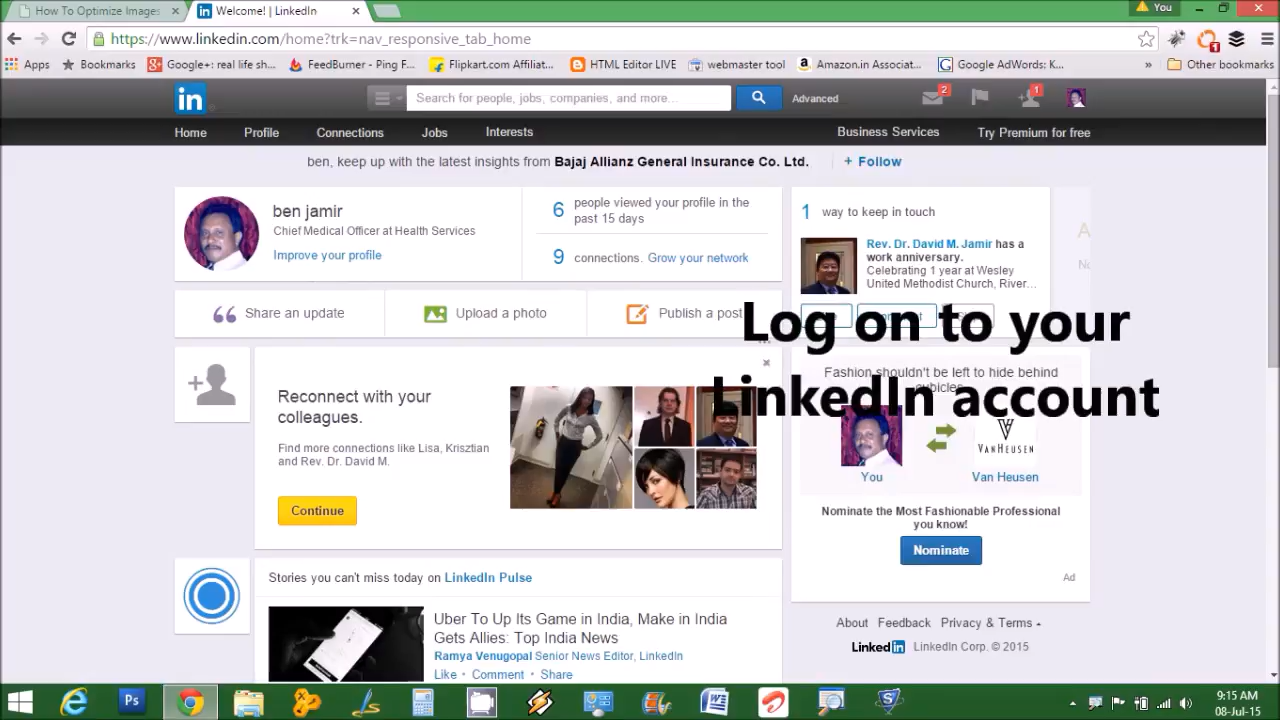 How To Optimize Images
Welcome! | LinkedIn
You
https://www.linkedin.com/home?trk=nav_responsive_tab_home
Apps
Bookmarks
Google+: real life sh...
FeedBurner - Ping F...
Flipkart.com Affiliat...
HTML Editor LIVE
webmaster tool
Amazon.in Associat...
Google AdWords: K...
»
Other bookmarks
in
Search for people, jobs, companies, and more...
Advanced
2
1
Home
Profile
Connections
Jobs
Interests
Business Services
Try Premium for free
ben, keep up with the latest insights from Bajaj Allianz General Insurance Co. Ltd.
+ Follow
ben jamir
Chief Medical Officer at Health Services
Improve your profile
6 people viewed your profile in the
past 15 days
9 connections. Grow your network
1 way to keep in touch
Rev. Dr. David M. Jamir has a
work anniversary.
Celebrating 1 year at Wesley
United Methodist Church, River...
Share an update
Upload a photo
Publish a post
Log on to your
LinkedIn account
Reconnect with your
colleagues.
Find more connections like Lisa, Krisztian
and Rev. Dr. David M.
Continue
Fashion shouldn't be left to hide behind
cubicles.
VANHEUSEN
You
Van Heusen
Nominate the Most Fashionable Professional
you know!
Nominate
Ad
Stories you can't miss today on LinkedIn Pulse
Uber To Up Its Game in India, Make in India
Gets Allies: Top India News
Ramya Venugopal Senior News Editor, LinkedIn
Like · Comment · Share
About Feedback Privacy & Terms
LinkedIn LinkedIn Corp. © 2015
Ps
9:15 AM
08-Jul-15